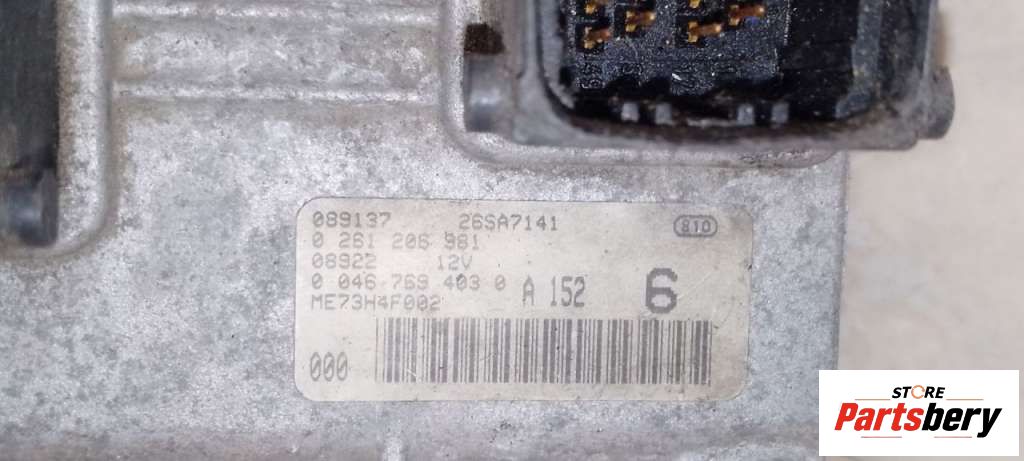 089137 26SA7141 810
0 261 206 981
08922 12V
0 046 769 403 0 A 152 6
ME73H4F002
000
STORE
Partsbery